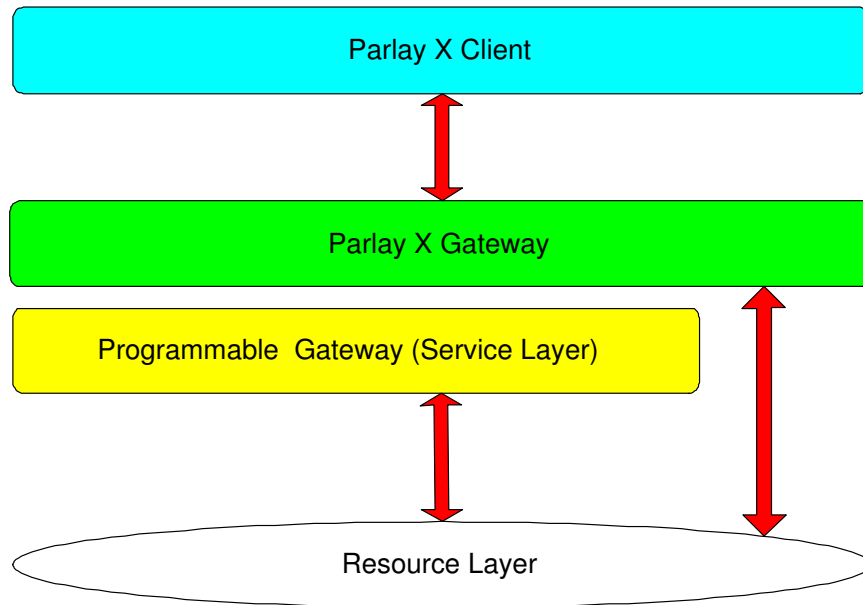 Parlay X Client
Parlay X Gateway
Programmable  Gateway (Service Layer)
Resource Layer